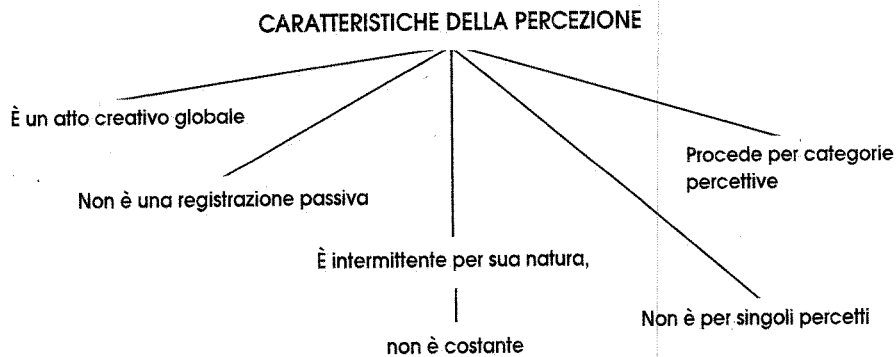 CARATTERISTICHE DELLA PERCEZIONE
È un atto creativo globale
Non è una registrazione passiva
È intermittente per sua natura,
non è costante
Non è per singoli percetti
Procede per categorie
percettive